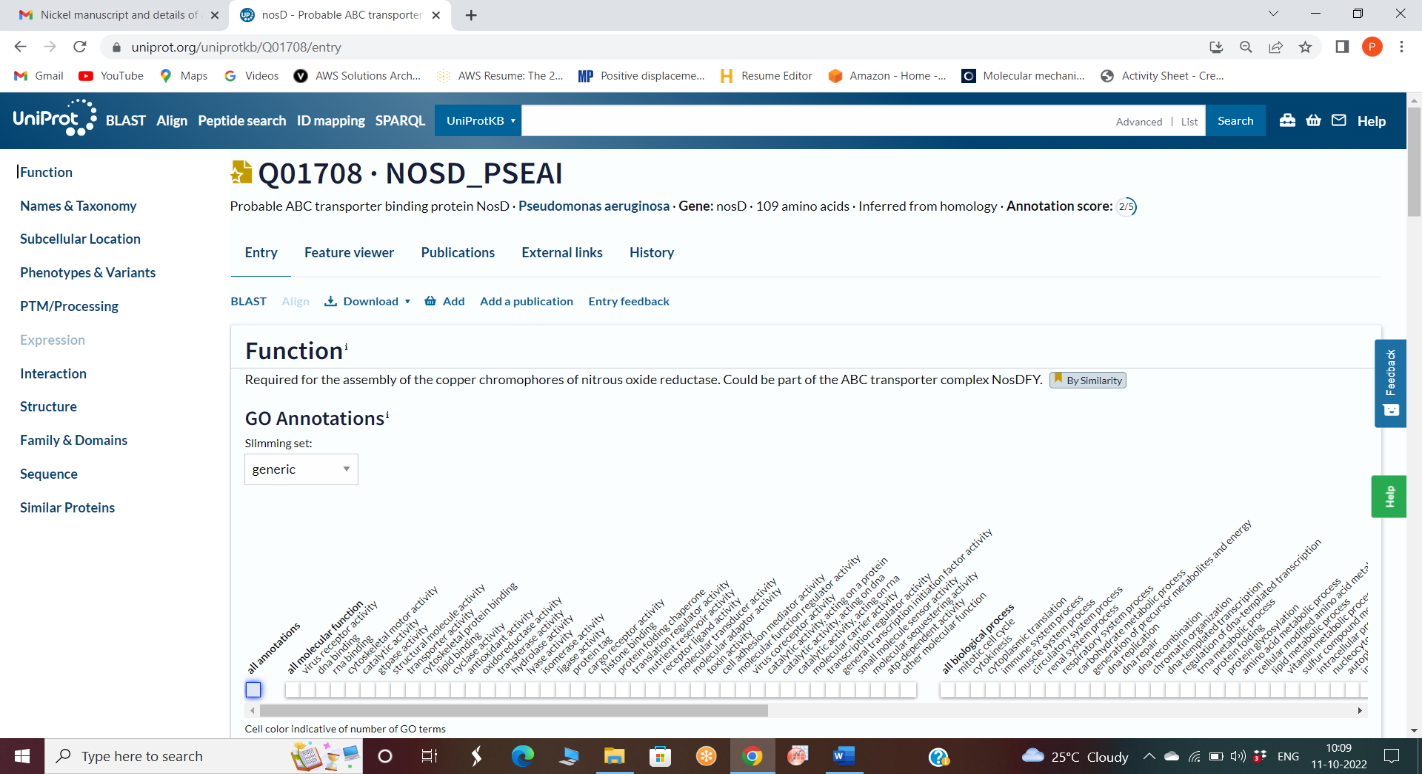 Nickel manuscript and details of
nosD - Probable ABC transporter
uniprot.org/uniprotkb/Q01708/entry
P
Gmail YouTube Maps Videos AWS Solutions Arch... AWS Resume: The 2... Positive displaceme... Resume Editor Amazon - Home -... Molecular mechani... Activity Sheet - Cre...
UniProt BLAST Align Peptide search ID mapping SPARQL UniProtKB Advanced | List Search Help
Function
Names & Taxonomy
Subcellular Location
Phenotypes & Variants
PTM/Processing
Expression
Interaction
Structure
Family & Domains
Sequence
Similar Proteins
Q01708 · NOSD_PSEAI
Probable ABC transporter binding protein NosD · Pseudomonas aeruginosa · Gene: nosD · 109 amino acids · Inferred from homology · Annotation score: 2/5
Entry Feature viewer Publications External links History
BLAST Align Download Add Add a publication Entry feedback
Function i
Required for the assembly of the copper chromophores of nitrous oxide reductase. Could be part of the ABC transporter complex NosDFY. By Similarity
GO Annotations i
Slimming set:
generic
all annotations
all molecular function
virus receptor activity
dna binding
rna binding
cytoskeletal motor activity
catalytic activity
gtpase activity
structural molecule activity
transporter activity
cytoskeletal protein binding
lipid binding
cyclase activity
antioxidant activity
oxidoreductase activity
transferase activity
hydrolase activity
lyase activity
isomerase activity
ligase activity
protein tag
cargo receptor activity
histone binding
protein folding chaperone
translation regulator activity
nutrient reservoir activity
receptor ligand activity
molecular transducer activity
molecular adaptor activity
toxin activity
cell adhesion mediator activity
molecular function regulator activity
virus coreceptor activity
catalytic activity, acting on a protein
catalytic activity, acting on dna
catalytic activity, acting on rna
molecular carrier activity
transcription regulator activity
general transcription initiation factor activity
small molecule sensor activity
molecular sequestering activity
atp-dependent activity
other molecular function
all biological process
mitotic cell cycle
cytokinesis
cytoplasmic translation
immune system process
muscle system process
circulatory system process
renal system process
respiratory system process
carbohydrate metabolic process
generation of precursor metabolites and energy
dna replication
dna repair
dna recombination
chromatin organization
dna-templated transcription
regulation of dna-templated transcription
trna metabolic process
protein folding
protein glycosylation
amino acid metabolic process
cellular modified amino acid meta
lipid metabolic process
vitamin metabolic proce
sulfur compound m
intracellular pr
nucleocy
autop
Cell color indicative of number of GO terms
Feedback
Help
Type here to search
25°C Cloudy ENG 10:09
11-10-2022